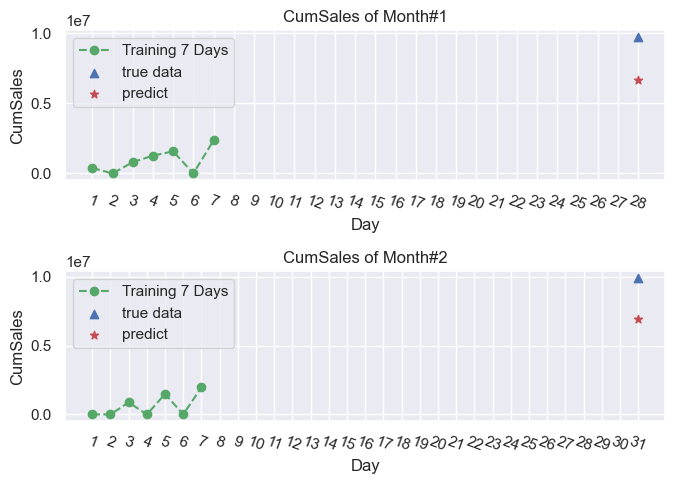 CumSales of Month#1
1e7
1.0
0.5
0.0
CumSales
Training 7 Days
true data
predict
1 2 3 4 5 6 7 8 9 10 11 12 13 14 15 16 17 18 19 20 21 22 23 24 25 26 27 28
Day
CumSales of Month#2
1e7
1.0
0.5
0.0
CumSales
Training 7 Days
true data
predict
1 2 3 4 5 6 7 8 9 10 11 12 13 14 15 16 17 18 19 20 21 22 23 24 25 26 27 28 29 30 31
Day